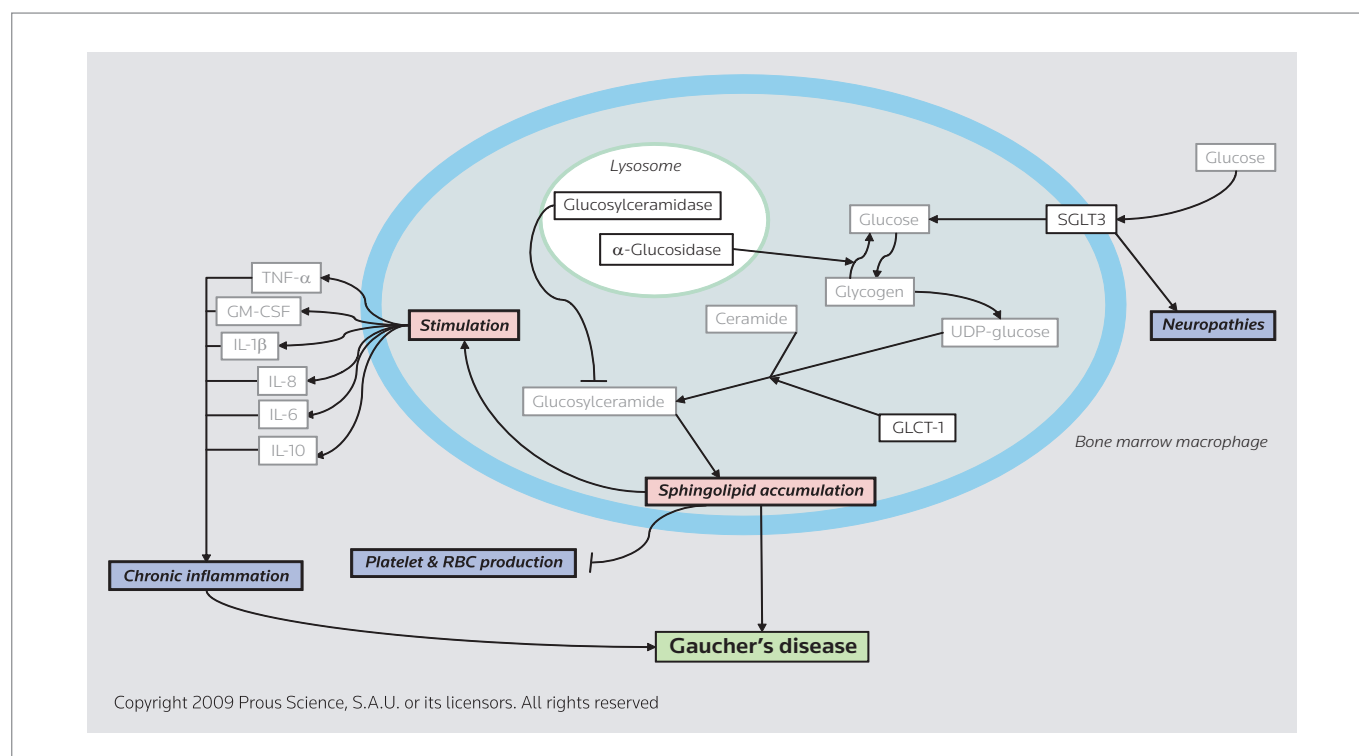 Lysosome
Glucose
Glucosylceramidase
Glucose
SGLT3
α-Glucosidase
TNF-α
Glycogen
GM-CSF
Ceramide
Stimulation
Neuropathies
UDP-glucose
IL-1β
IL-8
Glucosylceramide
IL-6
GLCT-1
Bone marrow macrophage
IL-10
Sphingolipid accumulation
Platelet & RBC production
Chronic inflammation
Gaucher's disease
Copyright 2009 Prous Science, S.A.U. or its licensors. All rights reserved